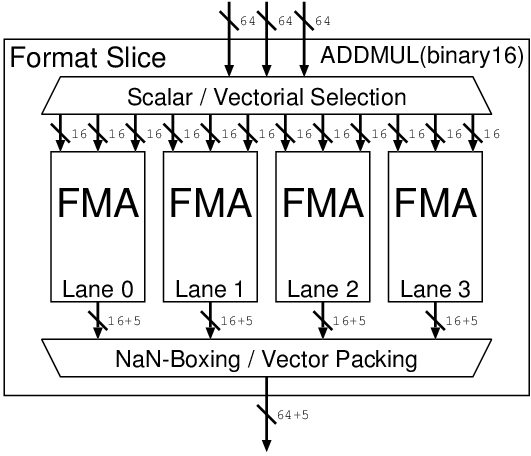 64 64 64
Format Slice ADDMUL(binary16)
Scalar / Vectorial Selection
16 16 16 16 16 16 16 16 16 16 16 16
FMA FMA FMA FMA
Lane 0 Lane 1 Lane 2 Lane 3
16+5 16+5 16+5 16+5
NaN-Boxing / Vector Packing
64+5